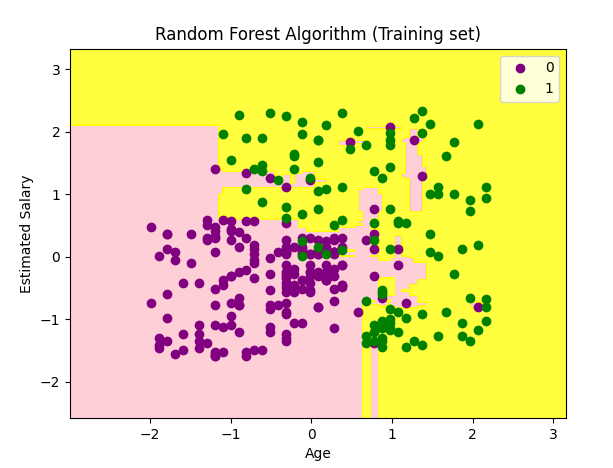 Random Forest Algorithm (Training set)
0
1
3
2
1
0
−1
−2
Estimated Salary
−2 −1 0 1 2 3
Age